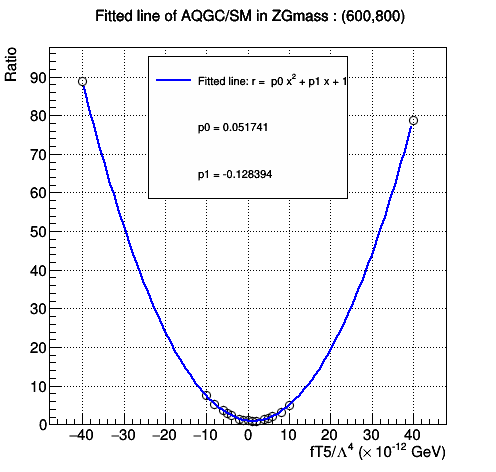 Fitted line of AQGC/SM in ZGmass : (600,800)
Ratio
Fitted line: r = p0 x² + p1 x + 1
p0 = 0.051741
p1 = -0.128394
90
80
70
60
50
40
30
20
10
0
−40 −30 −20 −10 0 10 20 30 40
fT5/Λ⁴ (× 10⁻¹² GeV)